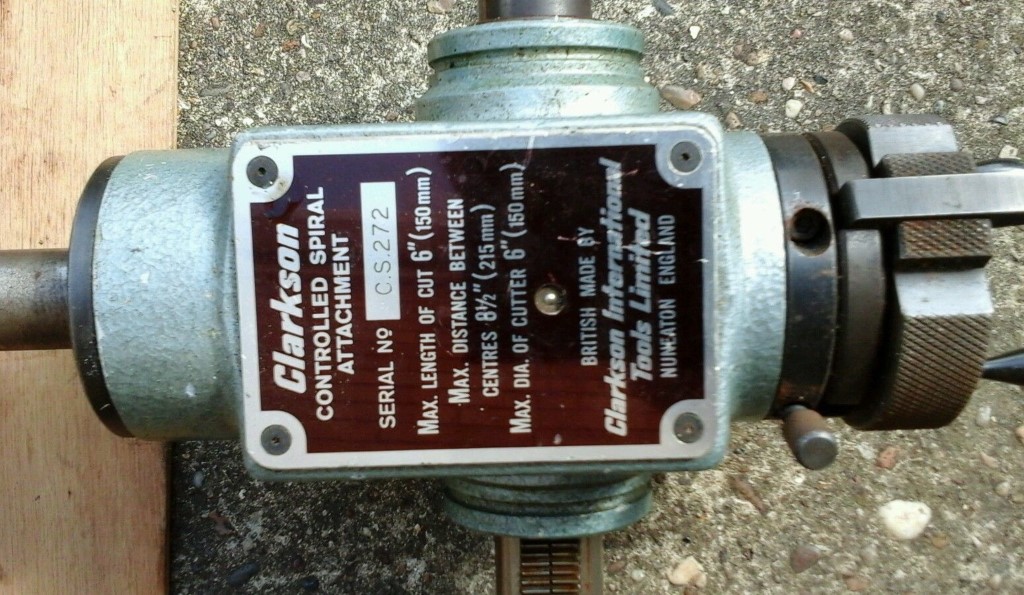 Clarkson
CONTROLLED SPIRAL
ATTACHMENT
SERIAL Nº C.S.272
MAX. LENGTH OF CUT 6" (150mm)
MAX. DISTANCE BETWEEN
CENTRES 8½" (215mm)
MAX. DIA. OF CUTTER 6" (150mm)
BRITISH MADE BY
Clarkson International
Tools Limited
NUNEATON ENGLAND